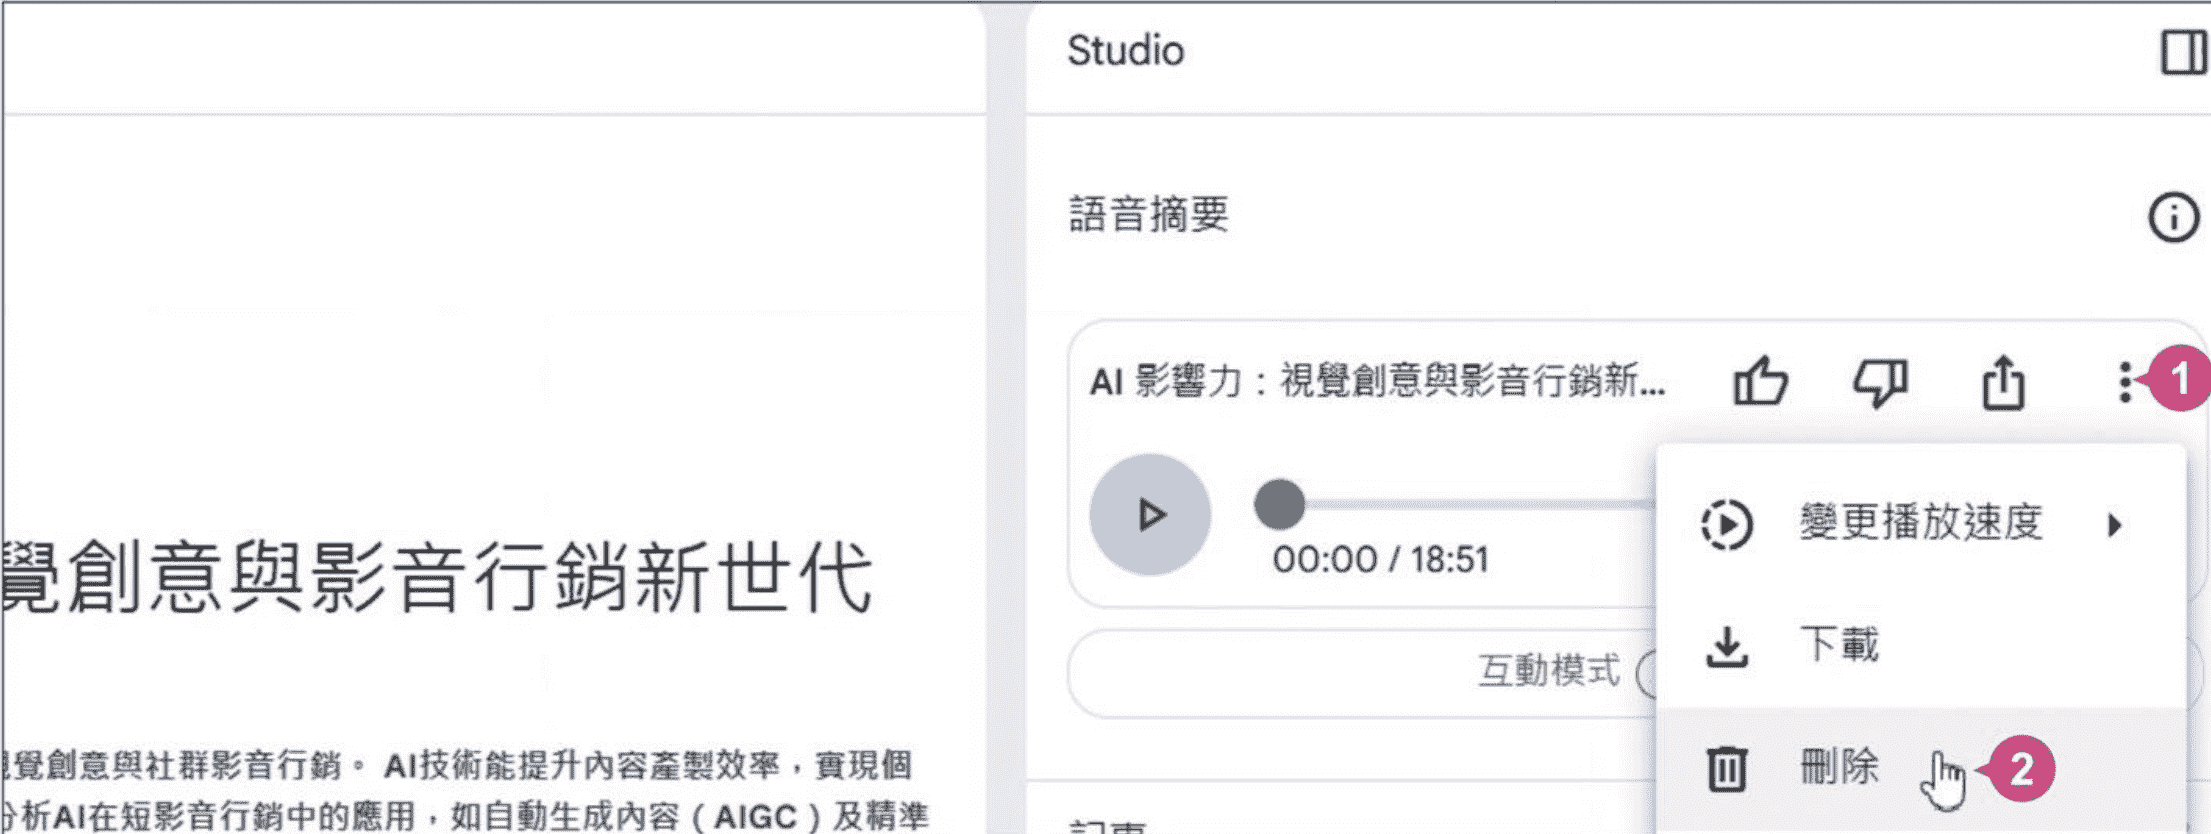 Studio
語音摘要
AI 影響力：視覺創意與影音行銷新...
1
00:00 / 18:51
變更播放速度
下載
互動模式
刪除
2
覺創意與影音行銷新世代
視覺創意與社群影音行銷。 AI技術能提升內容產製效率，實現個
分析AI在短影音行銷中的應用，如自動生成內容（AIGC）及精準